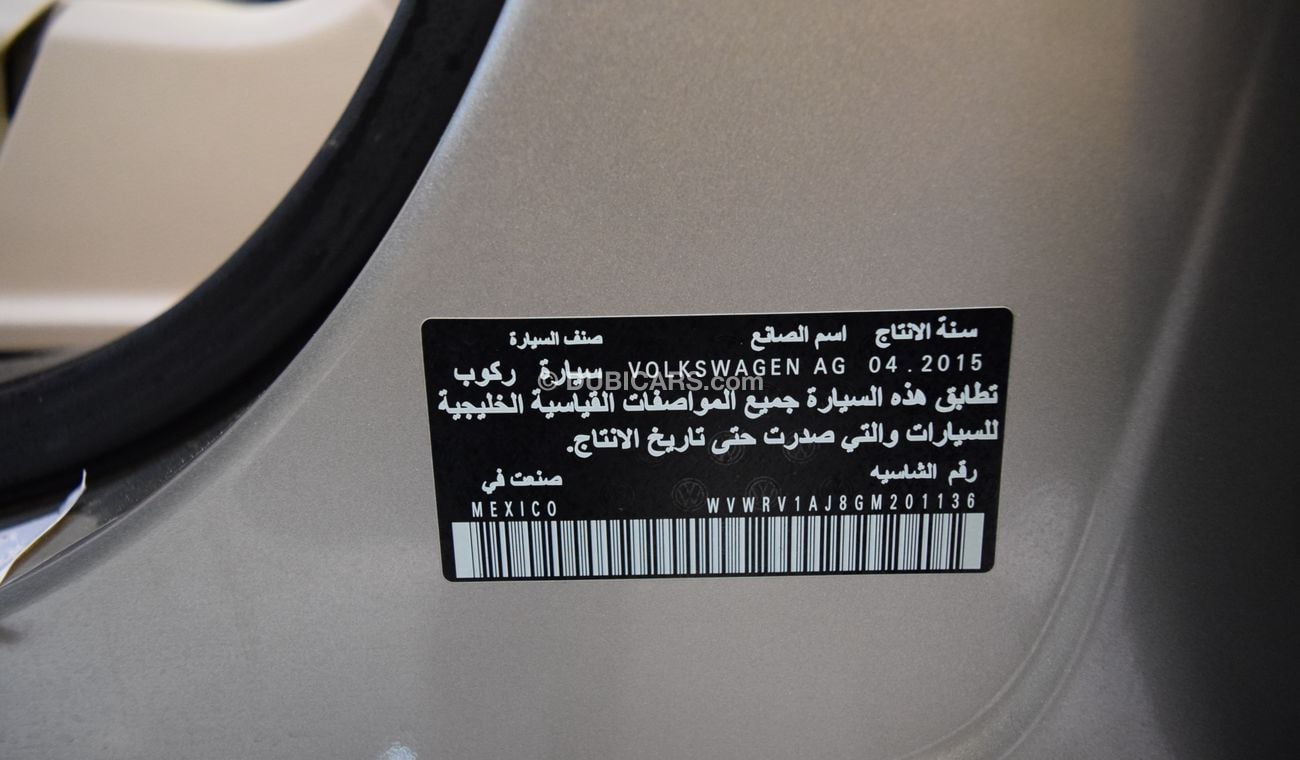 سنة الانتاج اسم الصانع صنف السيارة
04.2015 VOLKSWAGEN AG سيارة ركوب
© DUBICARS.com
تطابق هذه السيارة جميع المواصفات القياسية الخليجية
للسيارات والتي صدرت حتى تاريخ الانتاج.
رقم الشاسيه صنعت في
WVWRV1AJ8GM201136 MEXICO